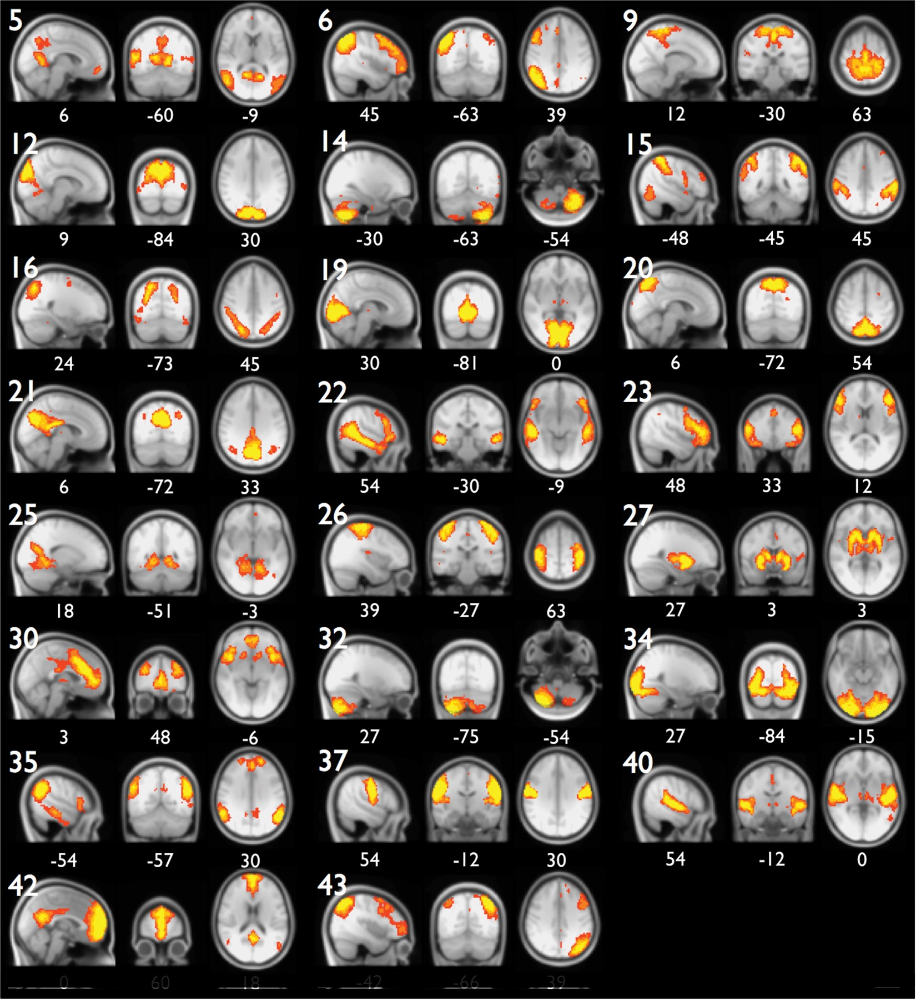 5 6 9
6 -60 -9 45 -63 39 12 -30 63
12 14 15
9 -84 30 -30 -63 -54 -48 -45 45
16 19 20
24 -73 45 30 -81 0 6 -72 54
21 22 23
6 -72 33 54 -30 -9 48 33 12
25 26 27
18 -51 -3 39 -27 63 27 3 3
30 32 34
3 48 -6 27 -75 -54 27 -84 -15
35 37 40
-54 -57 30 54 -12 30 54 -12 0
42 43
0 60 18 -42 -66 39